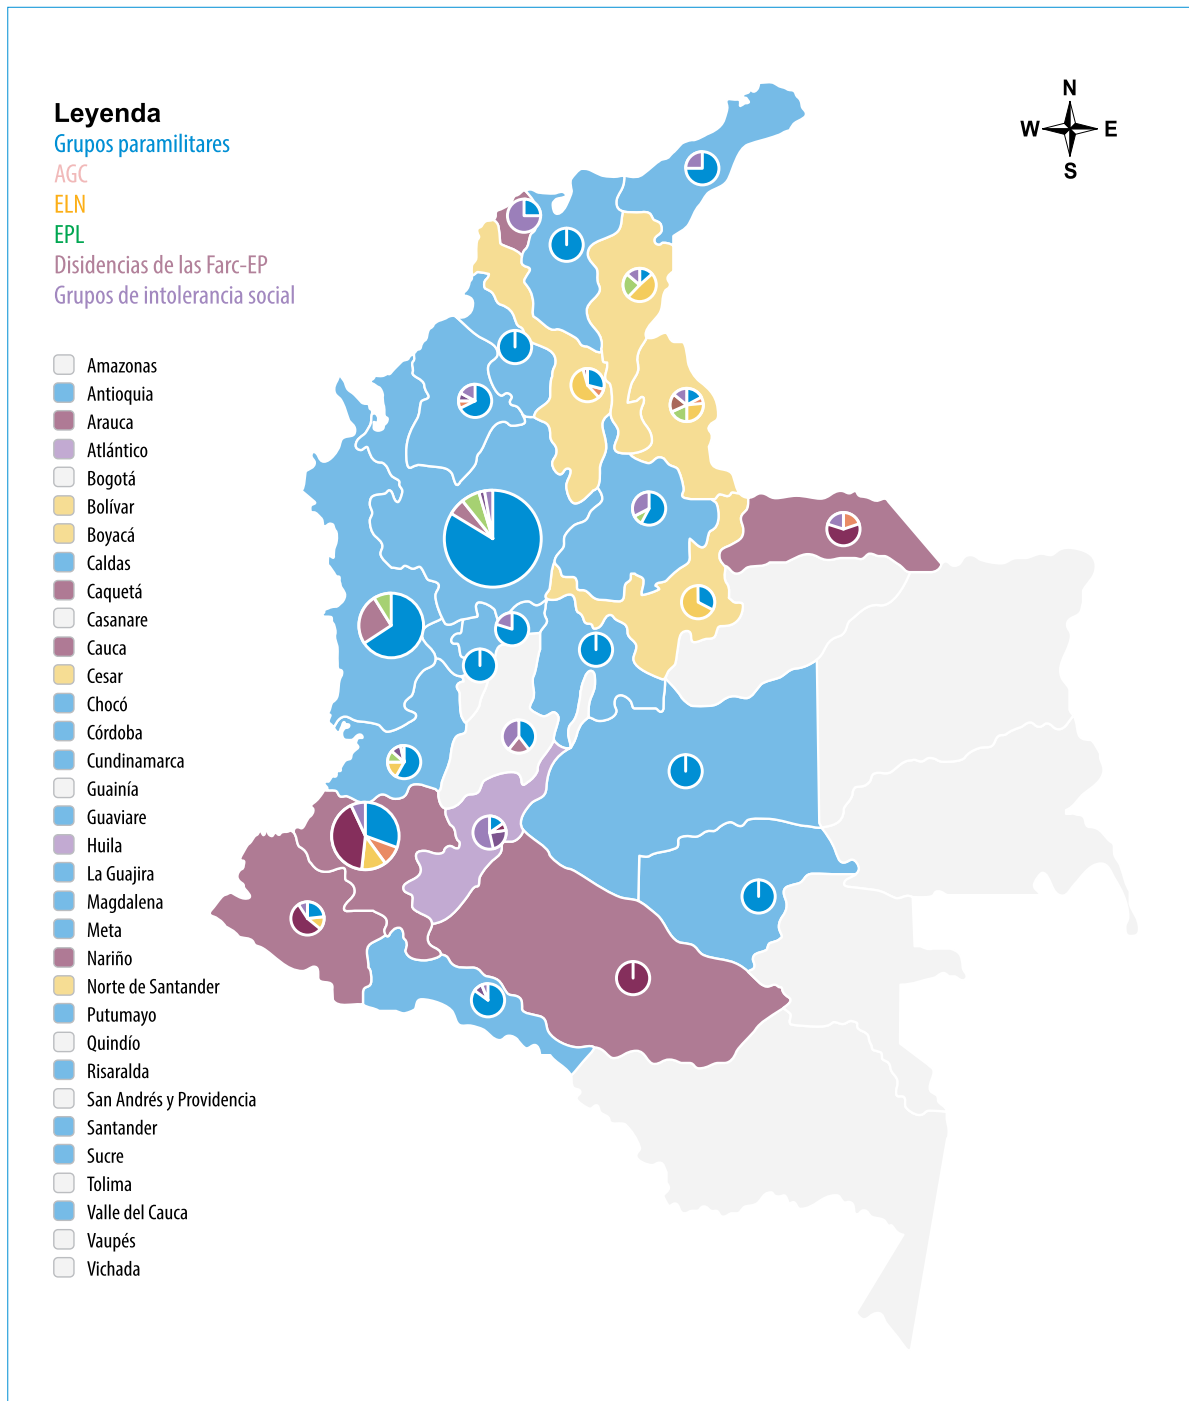 Leyenda
Grupos paramilitares
AGC
ELN
EPL
Disidencias de las Farc-EP
Grupos de intolerancia social
N
W E
S
Amazonas
Antioquia
Arauca
Atlántico
Bogotá
Bolívar
Boyacá
Caldas
Caquetá
Casanare
Cauca
Cesar
Chocó
Córdoba
Cundinamarca
Guainía
Guaviare
Huila
La Guajira
Magdalena
Meta
Nariño
Norte de Santander
Putumayo
Quindío
Risaralda
San Andrés y Providencia
Santander
Sucre
Tolima
Valle del Cauca
Vaupés
Vichada